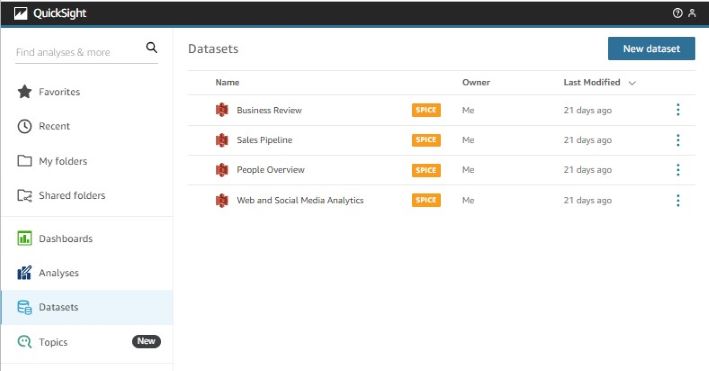 QuickSight
Find analyses & more
Favorites
Recent
My folders
Shared folders
Dashboards
Analyses
Datasets
Topics New
Datasets New dataset
Name Owner Last Modified
Business Review SPICE Me 21 days ago
Sales Pipeline SPICE Me 21 days ago
People Overview SPICE Me 21 days ago
Web and Social Media Analytics SPICE Me 21 days ago